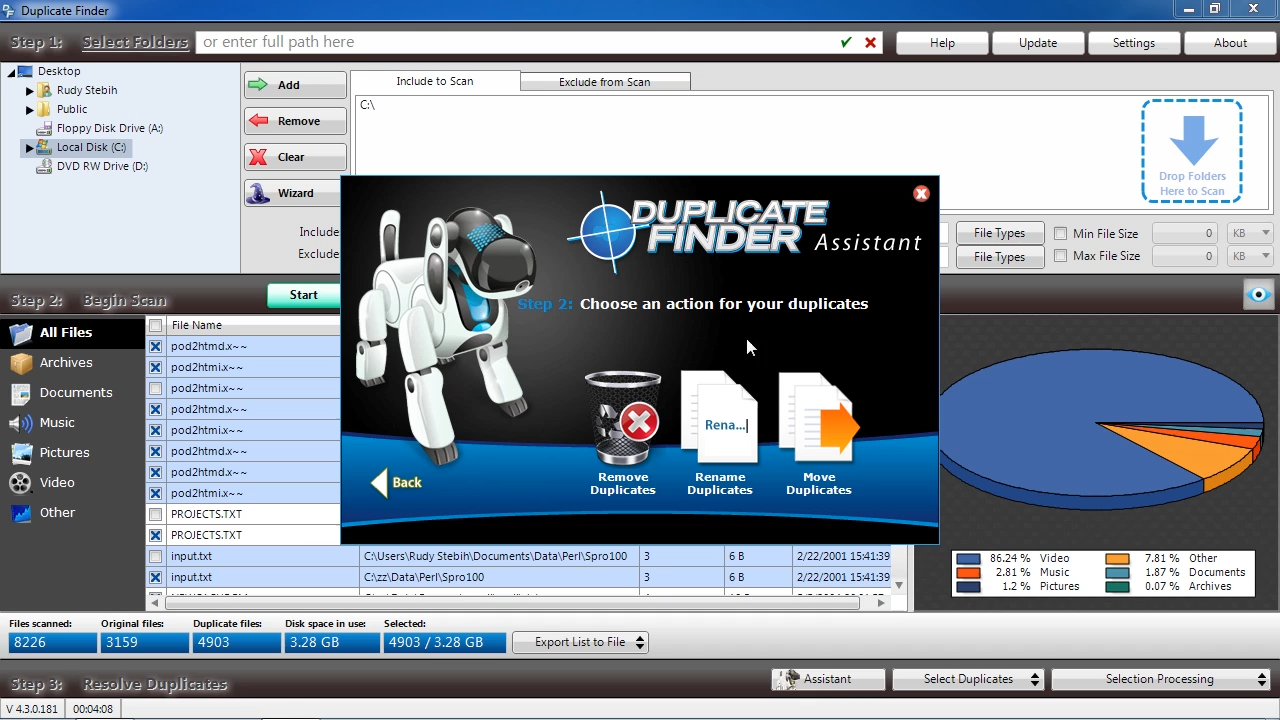 DF Duplicate Finder
Step 1: Select Folders or enter full path here Help Update Settings About
Desktop
Rudy Stebih
Public
Floppy Disk Drive (A:)
Local Disk (C:)
DVD RW Drive (D:)
Add
Remove
Clear
Wizard
Include to Scan Exclude from Scan
C:\
Drop Folders
Here to Scan
Include
Exclude
File Types Min File Size 0 KB
File Types Max File Size 0 KB
Step 2: Begin Scan Start
DUPLICATE
FINDER Assistant
Step 2: Choose an action for your duplicates
Rena...
Remove
Duplicates
Rename
Duplicates
Move
Duplicates
Back
All Files
Archives
Documents
Music
Pictures
Video
Other
File Name
pod2htmd.x~~
pod2htmi.x~~
pod2htmi.x~~
pod2htmd.x~~
pod2htmi.x~~
pod2htmd.x~~
pod2htmd.x~~
pod2htmi.x~~
PROJECTS.TXT
PROJECTS.TXT
input.txt C:\Users\Rudy Stebih\Documents\Data\Perl\Spro100 3 6 B 2/22/2001 15:41:39
input.txt C:\zz\Data\Perl\Spro100 3 6 B 2/22/2001 15:41:39
86.24 % Video 7.81 % Other
2.81 % Music 1.87 % Documents
1.2 % Pictures 0.07 % Archives
Files scanned: Original files: Duplicate files: Disk space in use: Selected:
8226 3159 4903 3.28 GB 4903 / 3.28 GB Export List to File
Step 3: Resolve Duplicates Assistant Select Duplicates Selection Processing
V 4.3.0.181 00:04:08